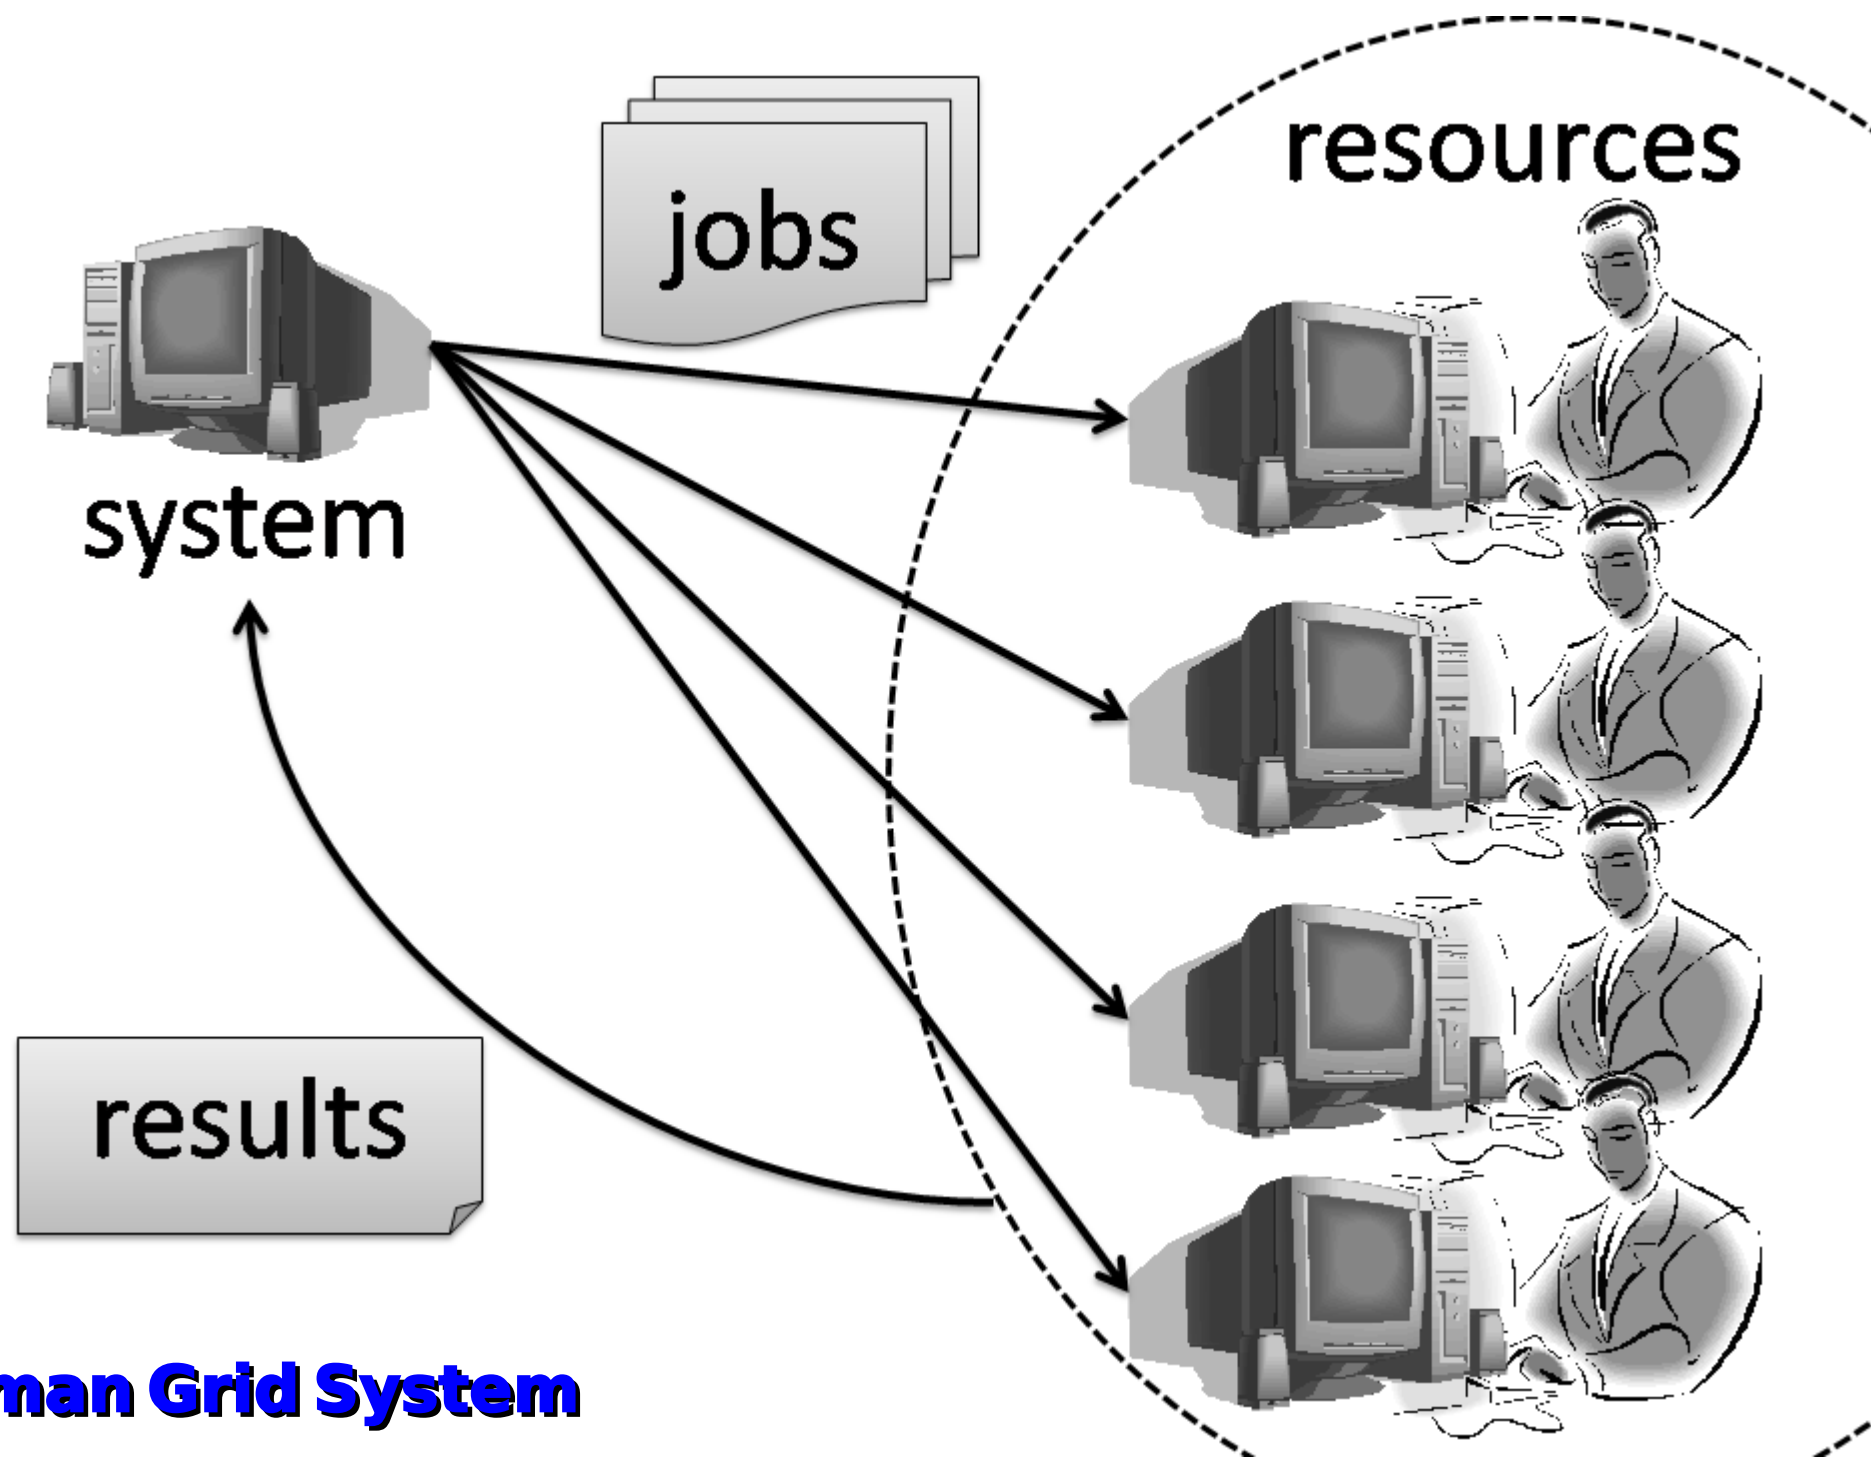 jobs
resources
system
results
man Grid System